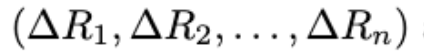 (ΔR₁, ΔR₂, . . . , ΔRₙ)